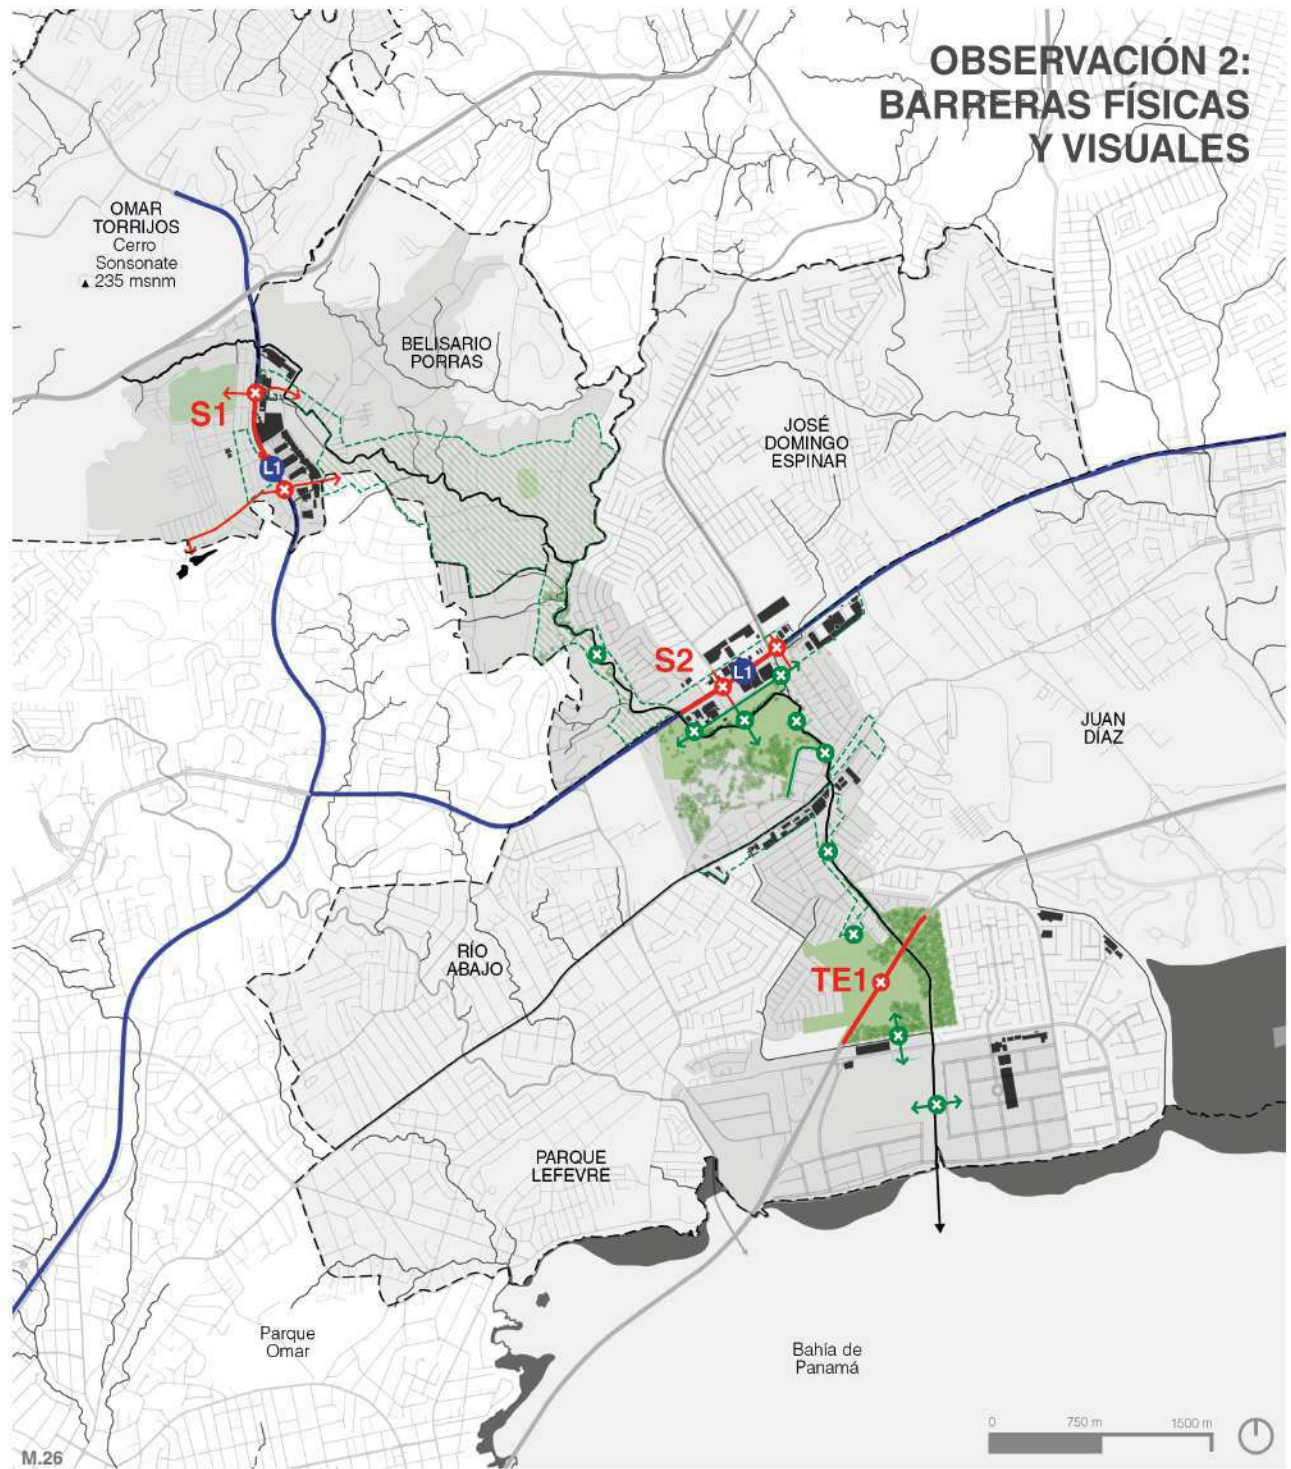 OBSERVACIÓN 2:
BARRERAS FÍSICAS
Y VISUALES
OMAR
TORRIJOS
Cerro
Sonsonate
▲ 235 msnm
BELISARIO
PORRAS
S1
L1
JOSÉ
DOMINGO
ESPINAR
S2
L1
JUAN
DÍAZ
RÍO
ABAJO
TE1
PARQUE
LEFEVRE
Parque
Omar
Bahía de
Panamá
0 750 m 1500 m
M.26